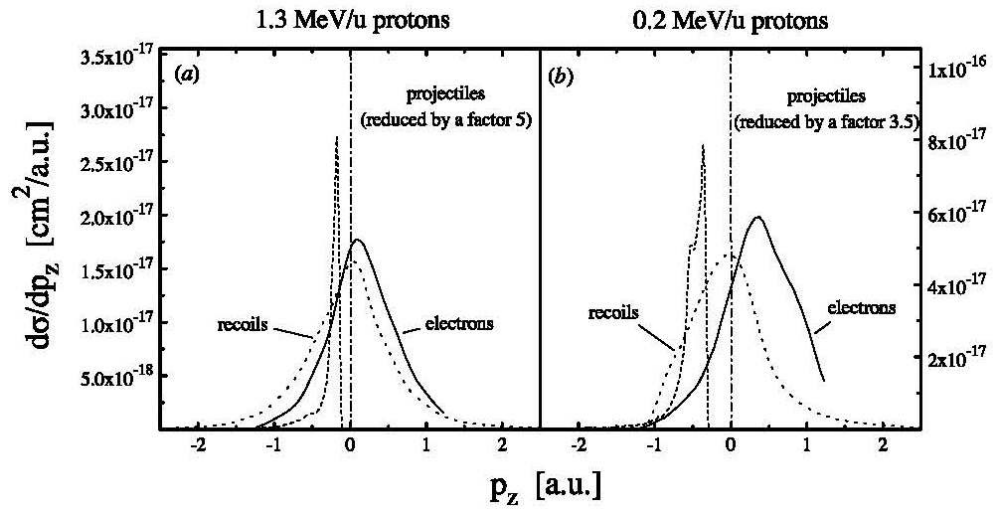 1.3 MeV/u protons
0.2 MeV/u protons
(a)
projectiles
(reduced by a factor 5)
recoils
electrons
(b)
projectiles
(reduced by a factor 3.5)
recoils
electrons
3.5x10⁻¹⁷
3.0x10⁻¹⁷
2.5x10⁻¹⁷
2.0x10⁻¹⁷
1.5x10⁻¹⁷
1.0x10⁻¹⁷
5.0x10⁻¹⁸
1x10⁻¹⁶
8x10⁻¹⁷
6x10⁻¹⁷
4x10⁻¹⁷
2x10⁻¹⁷
dσ/dp_z [cm²/a.u.]
-2 -1 0 1 2
-2 -1 0 1 2
p_z [a.u.]